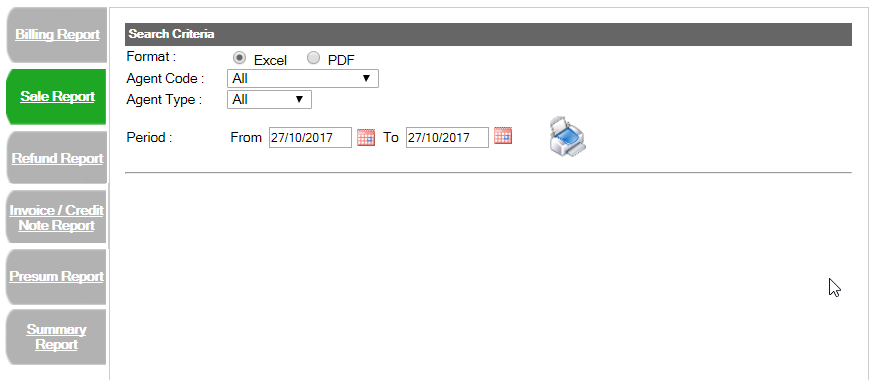 Billing Report
Sale Report
Refund Report
Invoice / Credit
Note Report
Presum Report
Summary
Report
Search Criteria
Format : Excel PDF
Agent Code : All
Agent Type : All
Period : From 27/10/2017 To 27/10/2017